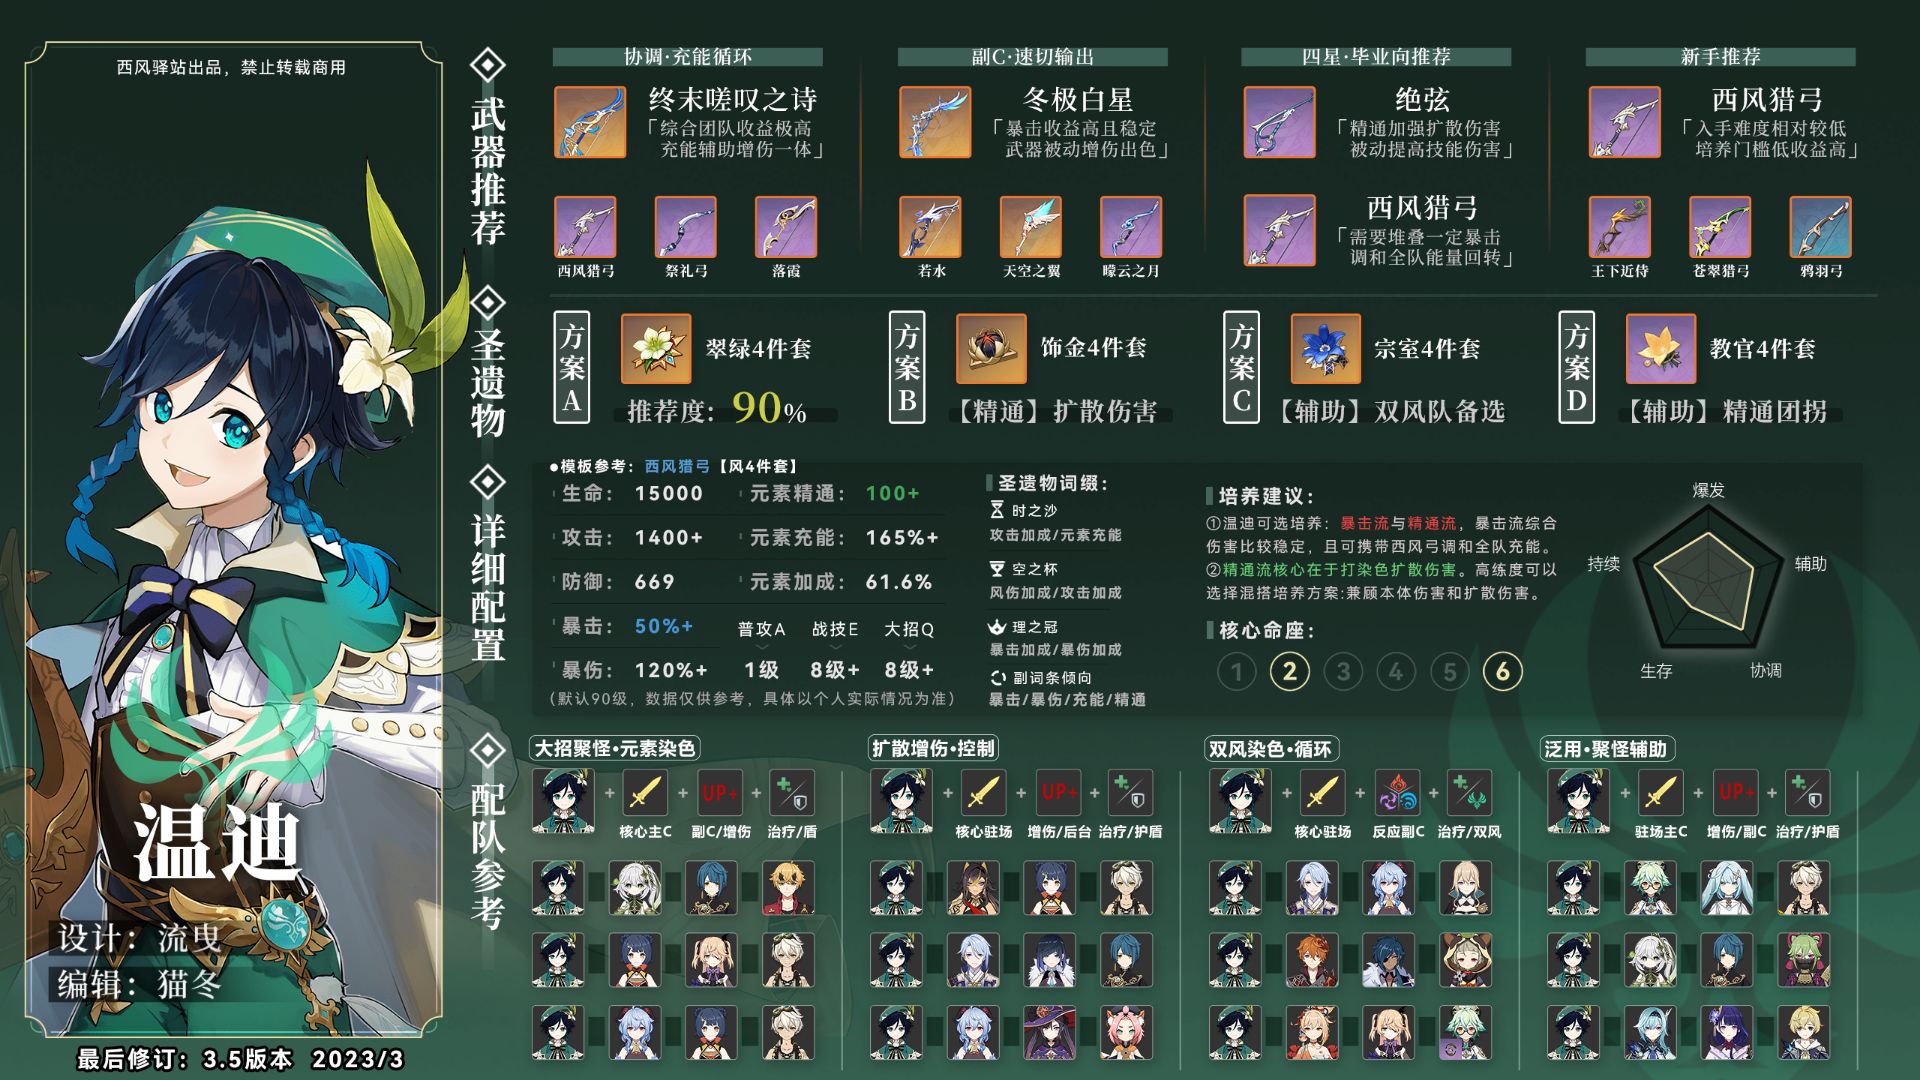 西风驿站出品，禁止转载商用
温迪
设计：流曳
编辑：猫冬
最后修订：3.5版本 2023/3
武器推荐
协调·充能循环
终末嗟叹之诗
「综合团队收益极高
充能辅助增伤一体」
西风猎弓
祭礼弓
落霞
副C·速切输出
冬极白星
「暴击收益高且稳定
武器被动增伤出色」
若水
天空之翼
曚云之月
四星·毕业向推荐
绝弦
「精通加强扩散伤害
被动提高技能伤害」
西风猎弓
「需要堆叠一定暴击
调和全队能量回转」
新手推荐
西风猎弓
「入手难度相对较低
培养门槛低收益高」
王下近侍
苍翠猎弓
鸦羽弓
圣遗物
方案A
翠绿4件套
推荐度：90%
方案B
饰金4件套
【精通】扩散伤害
方案C
宗室4件套
【辅助】双风队备选
方案D
教官4件套
【辅助】精通团拐
详细配置
●模板参考：西风猎弓【风4件套】
生命：15000 元素精通：100+
攻击：1400+ 元素充能：165%+
防御：669 元素加成：61.6%
暴击：50%+ 普攻A 战技E 大招Q
暴伤：120%+ 1级 8级+ 8级+
（默认90级，数据仅供参考，具体以个人实际情况为准）
圣遗物词缀：
时之沙
攻击加成/元素充能
空之杯
风伤加成/攻击加成
理之冠
暴击加成/暴伤加成
副词条倾向
暴击/暴伤/充能/精通
培养建议：
①温迪可选培养：暴击流与精通流，暴击流综合
伤害比较稳定，且可携带西风弓调和全队充能。
②精通流核心在于打染色扩散伤害。高练度可以
选择混搭培养方案:兼顾本体伤害和扩散伤害。
核心命座：
1 2 3 4 5 6
爆发
辅助
协调
生存
持续
配队参考
大招聚怪·元素染色
+ + UP+ +
核心主C 副C/增伤 治疗/盾
扩散增伤·控制
+ + UP+ +
核心驻场 增伤/后台 治疗/护盾
双风染色·循环
+ + +
核心驻场 反应副C 治疗/双风
泛用·聚怪辅助
+ + UP+ +
驻场主C 增伤/副C 治疗/护盾